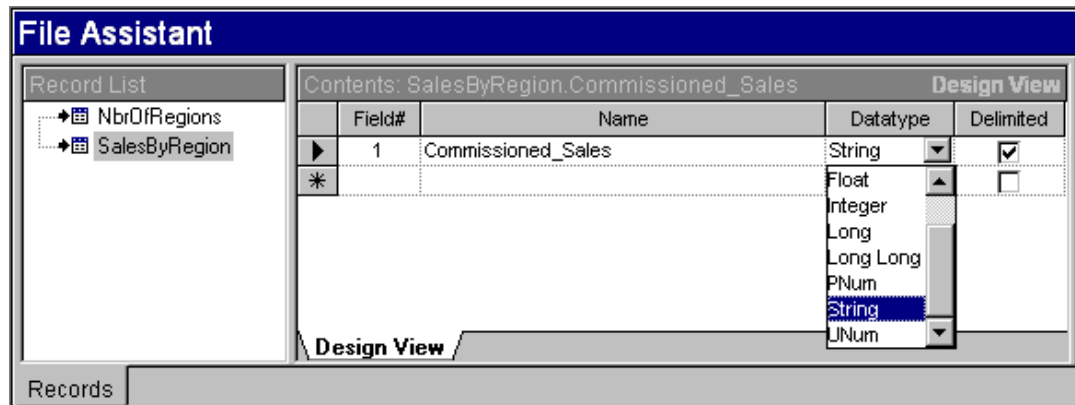 File Assistant
Record List
NbrOfRegions
SalesByRegion
Contents: SalesByRegion.Commissioned_Sales Design View
Field# Name Datatype Delimited
1 Commissioned_Sales String
Float
Integer
Long
Long Long
PNum
String
UNum
Design View
Records